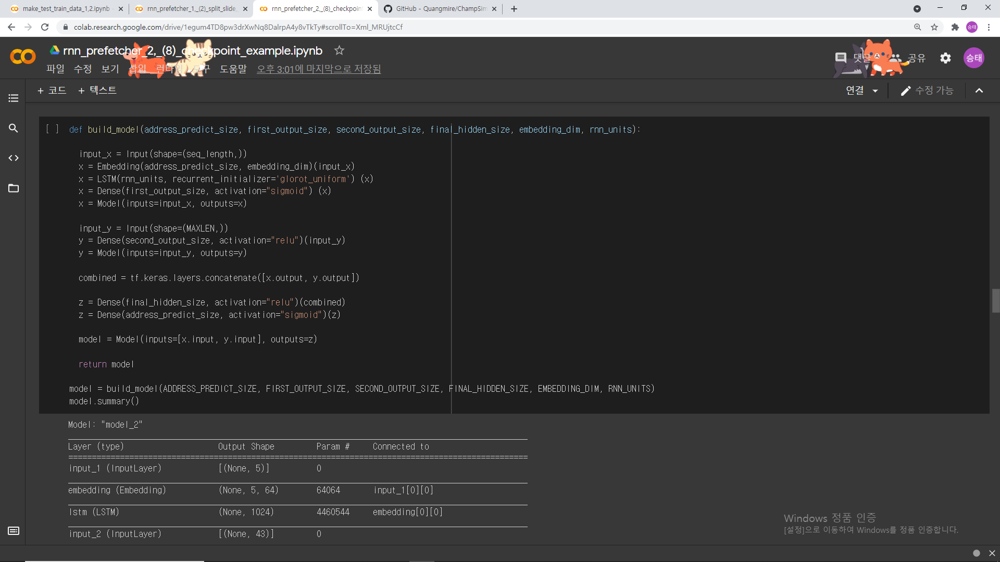 make_test_train_data_1,2.ipynb
rnn_prefetcher_1,_(2)_split_slide_
rnn_prefetcher_2,_(8)_checkpoin
GitHub - Quangmire/ChampSim
colab.research.google.com/drive/1egum4TD8pw3drXwNq8DalrpA4y8vTkTy#scrollTo=Xml_MRUjtcCf
승태
rnn_prefetcher_2,_(8)_checkpoint_example.ipynb
댓글
공유
승태
파일 수정 보기 삽입 런타임 도구 도움말 오후 3:01에 마지막으로 저장됨
+ 코드 + 텍스트
연결
수정 가능
[ ] def build_model(address_predict_size, first_output_size, second_output_size, final_hidden_size, embedding_dim, rnn_units):
input_x = Input(shape=(seq_length,))
x = Embedding(address_predict_size, embedding_dim)(input_x)
x = LSTM(rnn_units, recurrent_initializer='glorot_uniform') (x)
x = Dense(first_output_size, activation="sigmoid") (x)
x = Model(inputs=input_x, outputs=x)
input_y = Input(shape=(MAXLEN,))
y = Dense(second_output_size, activation="relu")(input_y)
y = Model(inputs=input_y, outputs=y)
combined = tf.keras.layers.concatenate([x.output, y.output])
z = Dense(final_hidden_size, activation="relu")(combined)
z = Dense(address_predict_size, activation="sigmoid")(z)
model = Model(inputs=[x.input, y.input], outputs=z)
return model
model = build_model(ADDRESS_PREDICT_SIZE, FIRST_OUTPUT_SIZE, SECOND_OUTPUT_SIZE, FINAL_HIDDEN_SIZE, EMBEDDING_DIM, RNN_UNITS)
model.summary()
Model: "model_2"
Layer (type) Output Shape Param # Connected to
input_1 (InputLayer) [(None, 5)] 0
embedding (Embedding) (None, 5, 64) 64064 input_1[0][0]
lstm (LSTM) (None, 1024) 4460544 embedding[0][0]
input_2 (InputLayer) [(None, 43)] 0
Windows 정품 인증
[설정]으로 이동하여 Windows를 정품 인증합니다.